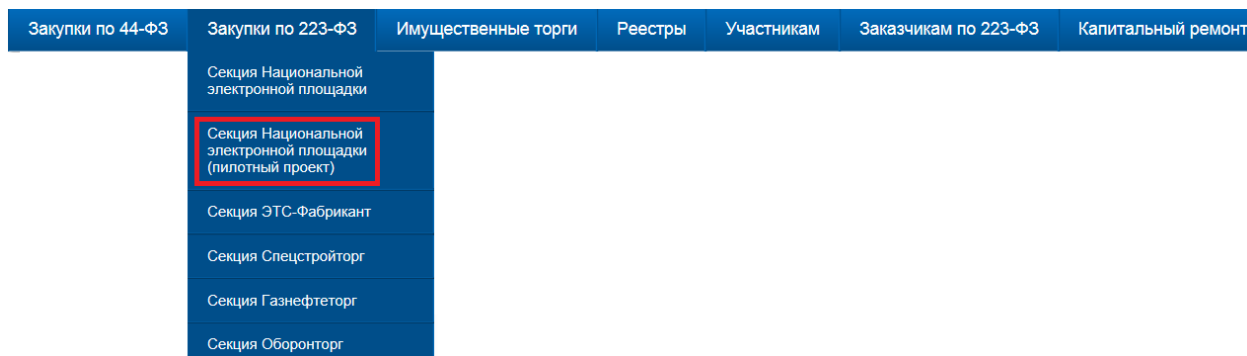 Закупки по 44-ФЗ Закупки по 223-ФЗ Имущественные торги Реестры Участникам Заказчикам по 223-ФЗ Капитальный ремонт
Секция Национальной
электронной площадки
Секция Национальной
электронной площадки
(пилотный проект)
Секция ЭТС-Фабрикант
Секция Спецстройторг
Секция Газнефтеторг
Секция Оборонторг